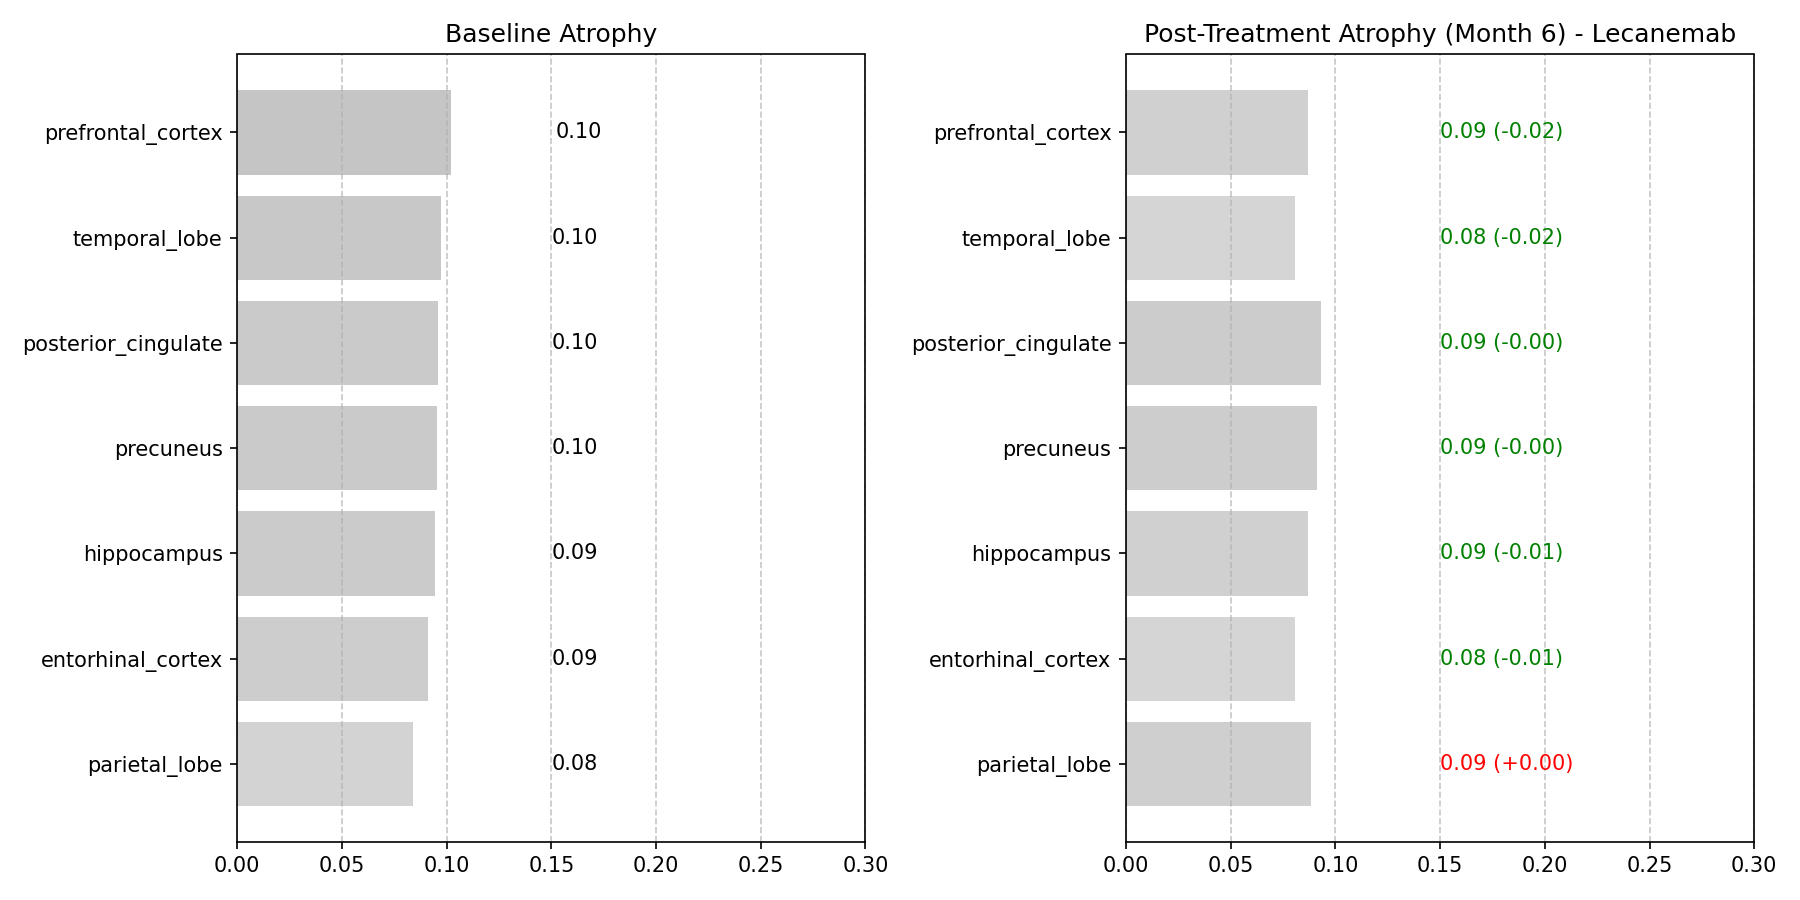 Baseline Atrophy
prefrontal_cortex 0.10
temporal_lobe 0.10
posterior_cingulate 0.10
precuneus 0.10
hippocampus 0.09
entorhinal_cortex 0.09
parietal_lobe 0.08
0.00 0.05 0.10 0.15 0.20 0.25 0.30
Post-Treatment Atrophy (Month 6) - Lecanemab
prefrontal_cortex 0.09 (-0.02)
temporal_lobe 0.08 (-0.02)
posterior_cingulate 0.09 (-0.00)
precuneus 0.09 (-0.00)
hippocampus 0.09 (-0.01)
entorhinal_cortex 0.08 (-0.01)
parietal_lobe 0.09 (+0.00)
0.00 0.05 0.10 0.15 0.20 0.25 0.30